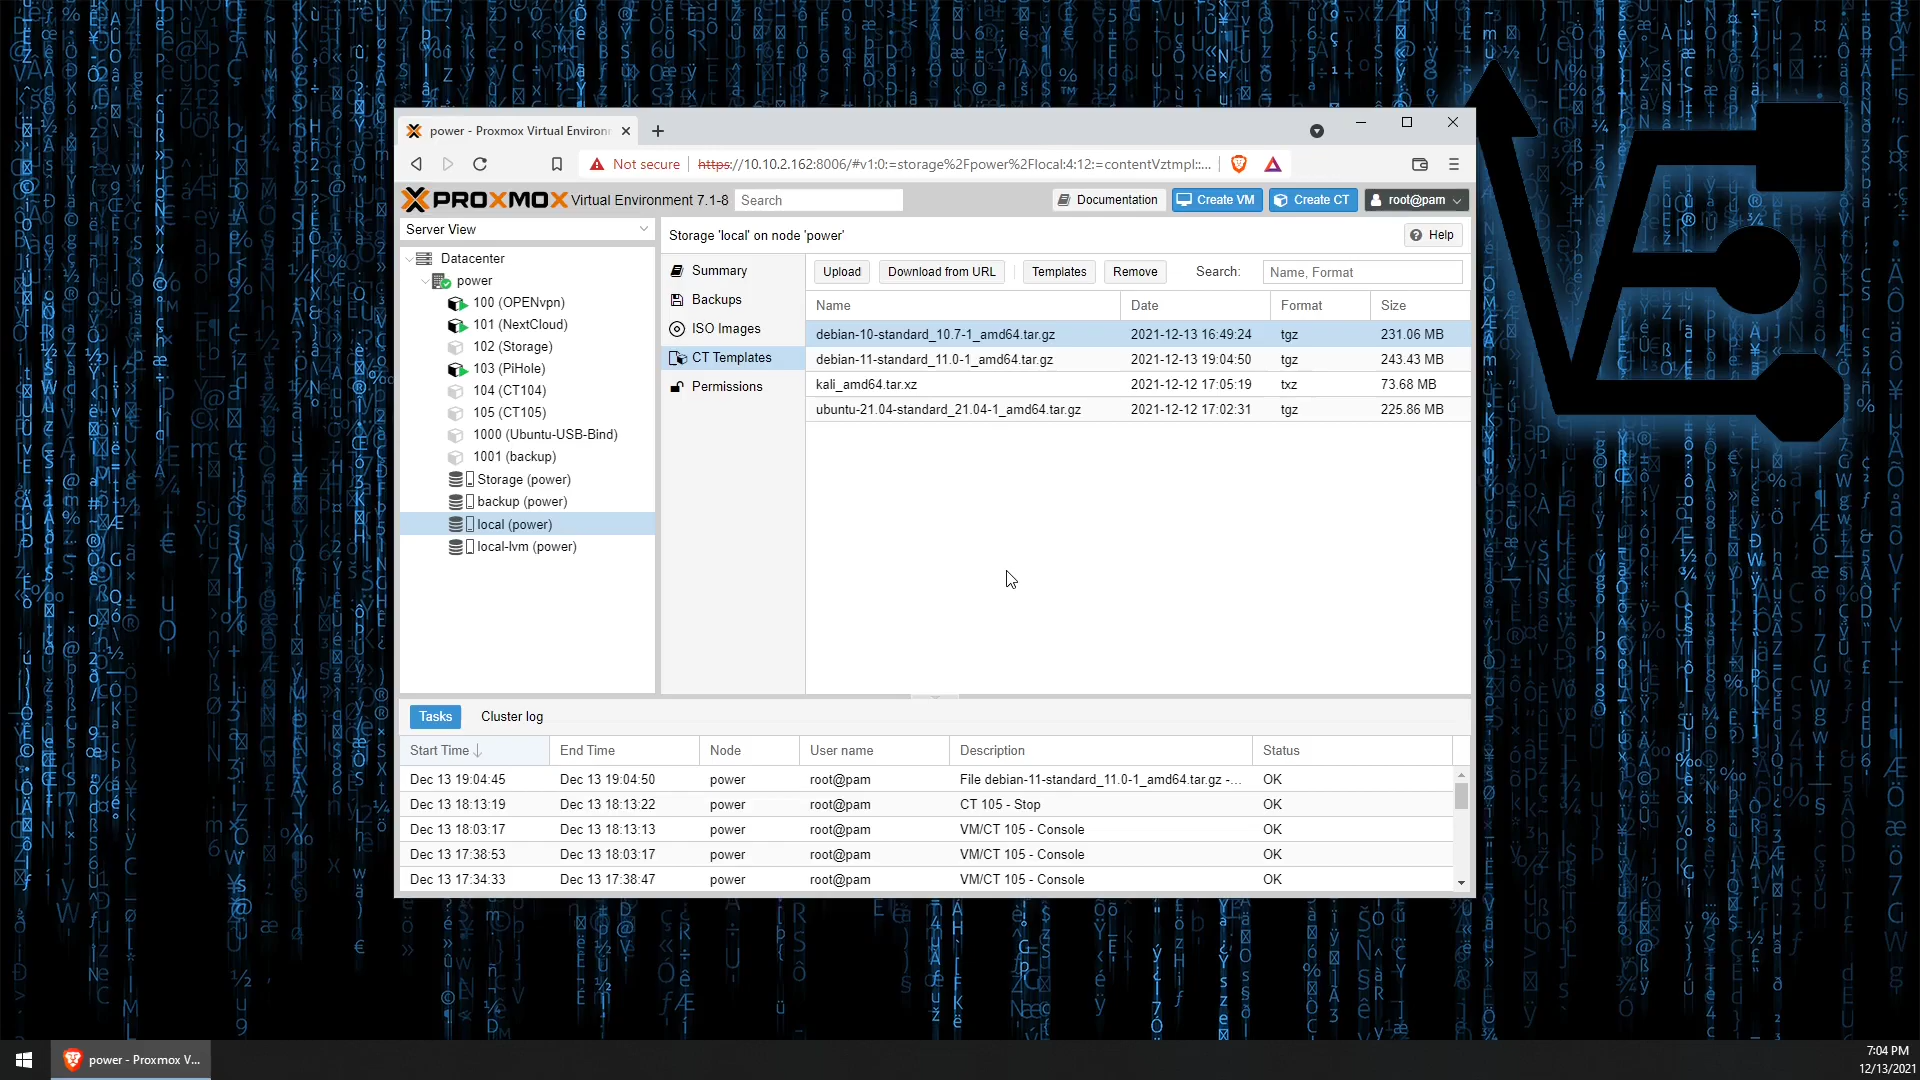 power - Proxmox Virtual Environ
Not secure
https://10.10.2.162:8006/#v1:0:=storage%2Fpower%2Flocal:4:12:=contentVztmpl::...
PROXMOX Virtual Environment 7.1-8
Search
Documentation
Create VM
Create CT
root@pam
Server View
Datacenter
power
100 (OPENvpn)
101 (NextCloud)
102 (Storage)
103 (PiHole)
104 (CT104)
105 (CT105)
1000 (Ubuntu-USB-Bind)
1001 (backup)
Storage (power)
backup (power)
local (power)
local-lvm (power)
Storage 'local' on node 'power'
Help
Summary
Backups
ISO Images
CT Templates
Permissions
Upload
Download from URL
Templates
Remove
Search:
Name, Format
Name Date Format Size
debian-10-standard_10.7-1_amd64.tar.gz 2021-12-13 16:49:24 tgz 231.06 MB
debian-11-standard_11.0-1_amd64.tar.gz 2021-12-13 19:04:50 tgz 243.43 MB
kali_amd64.tar.xz 2021-12-12 17:05:19 txz 73.68 MB
ubuntu-21.04-standard_21.04-1_amd64.tar.gz 2021-12-12 17:02:31 tgz 225.86 MB
Tasks
Cluster log
Start Time End Time Node User name Description Status
Dec 13 19:04:45 Dec 13 19:04:50 power root@pam File debian-11-standard_11.0-1_amd64.tar.gz -... OK
Dec 13 18:13:19 Dec 13 18:13:22 power root@pam CT 105 - Stop OK
Dec 13 18:03:17 Dec 13 18:13:13 power root@pam VM/CT 105 - Console OK
Dec 13 17:38:53 Dec 13 18:03:17 power root@pam VM/CT 105 - Console OK
Dec 13 17:34:33 Dec 13 17:38:47 power root@pam VM/CT 105 - Console OK
power - Proxmox V...
7:04 PM
12/13/2021